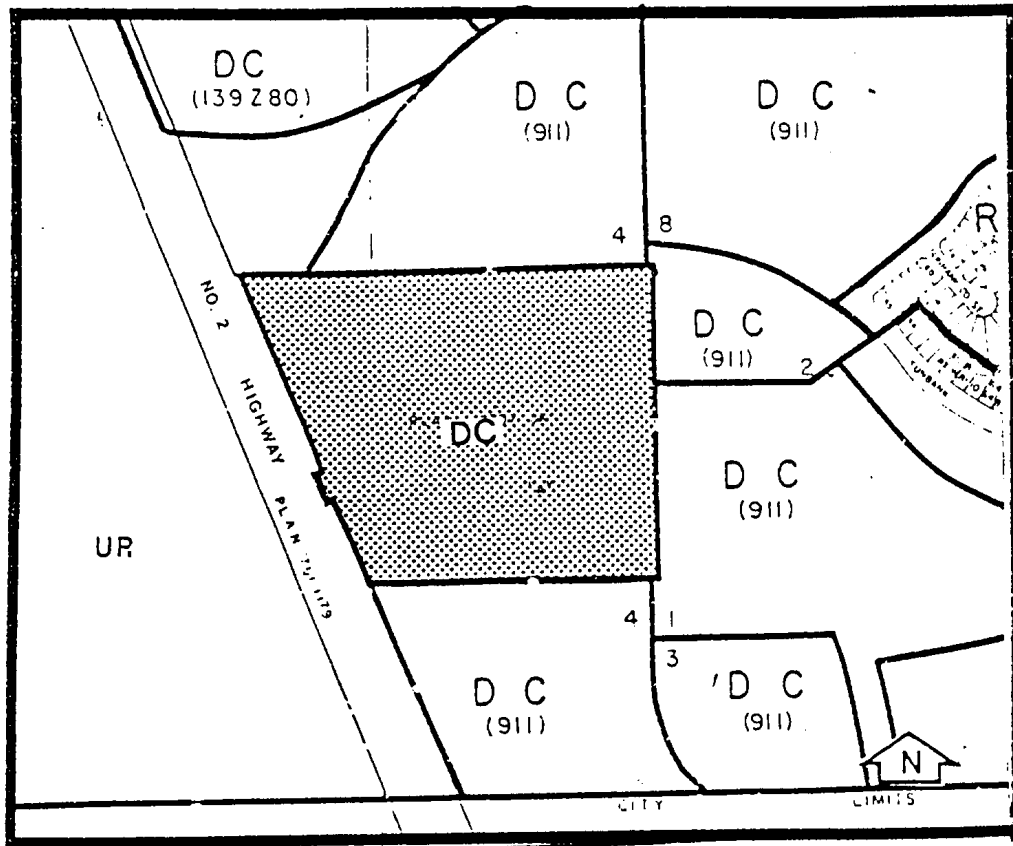 DC
(139Z80)
D C
(911)
D C
(911)
R
4
8
NO. 2 HIGHWAY PLAN
D C
(911)
2
DC
D C
(911)
UR
4
1
3
D C
(911)
D C
(911)
N
CITY LIMITS